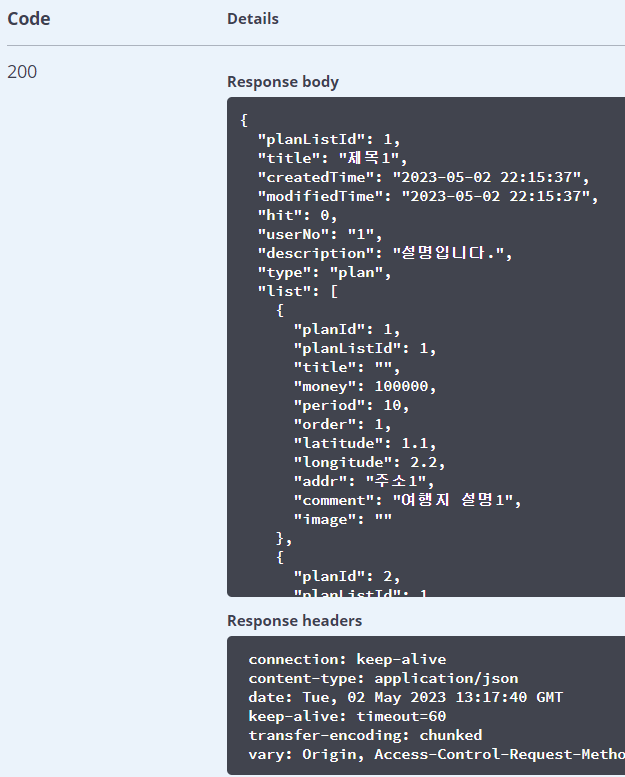 Code Details
200
Response body
{
"planListId": 1,
"title": "제목1",
"createdTime": "2023-05-02 22:15:37",
"modifiedTime": "2023-05-02 22:15:37",
"hit": 0,
"userNo": "1",
"description": "설명입니다.",
"type": "plan",
"list": [
{
"planId": 1,
"planListId": 1,
"title": "",
"money": 100000,
"period": 10,
"order": 1,
"latitude": 1.1,
"longitude": 2.2,
"addr": "주소1",
"comment": "여행지 설명1",
"image": ""
},
{
"planId": 2,
"planListId": 1
Response headers
connection: keep-alive
content-type: application/json
date: Tue, 02 May 2023 13:17:40 GMT
keep-alive: timeout=60
transfer-encoding: chunked
vary: Origin, Access-Control-Request-Metho